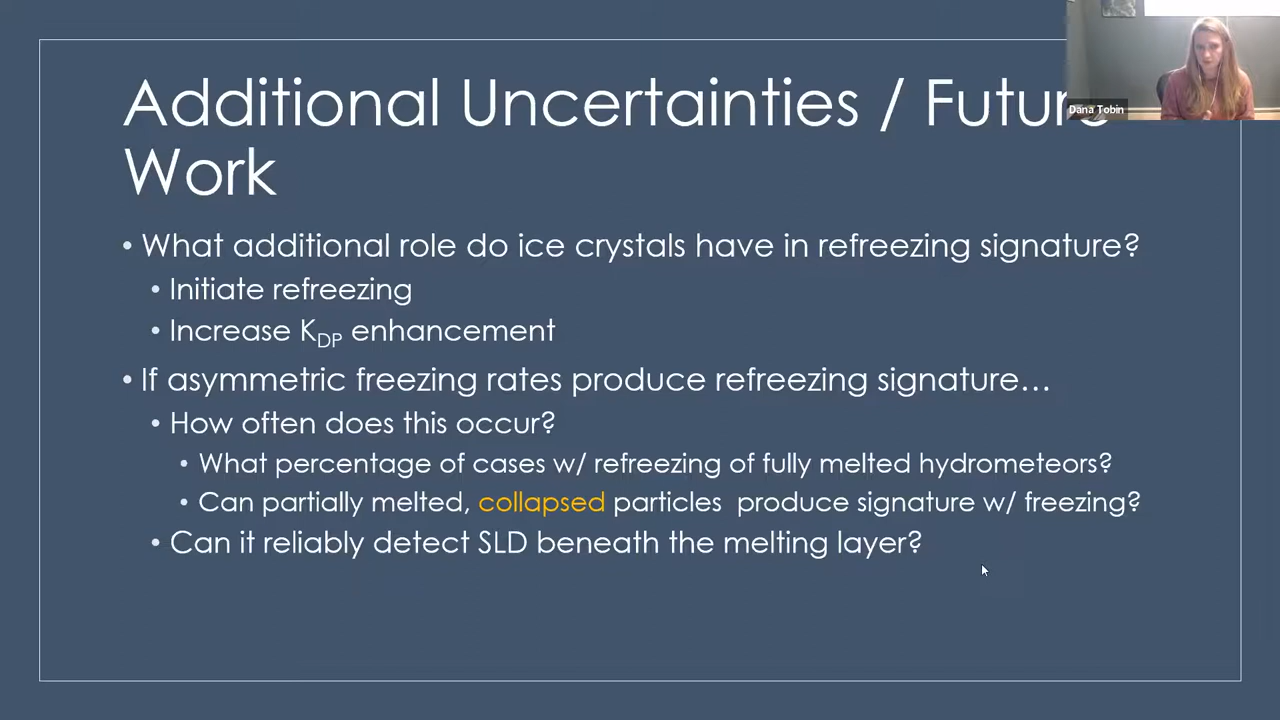 Additional Uncertainties / Future
Dana Tobin
Work
• What additional role do ice crystals have in refreezing signature?
• Initiate refreezing
• Increase KDP enhancement
• If asymmetric freezing rates produce refreezing signature…
• How often does this occur?
• What percentage of cases w/ refreezing of fully melted hydrometeors?
• Can partially melted, collapsed particles produce signature w/ freezing?
• Can it reliably detect SLD beneath the melting layer?